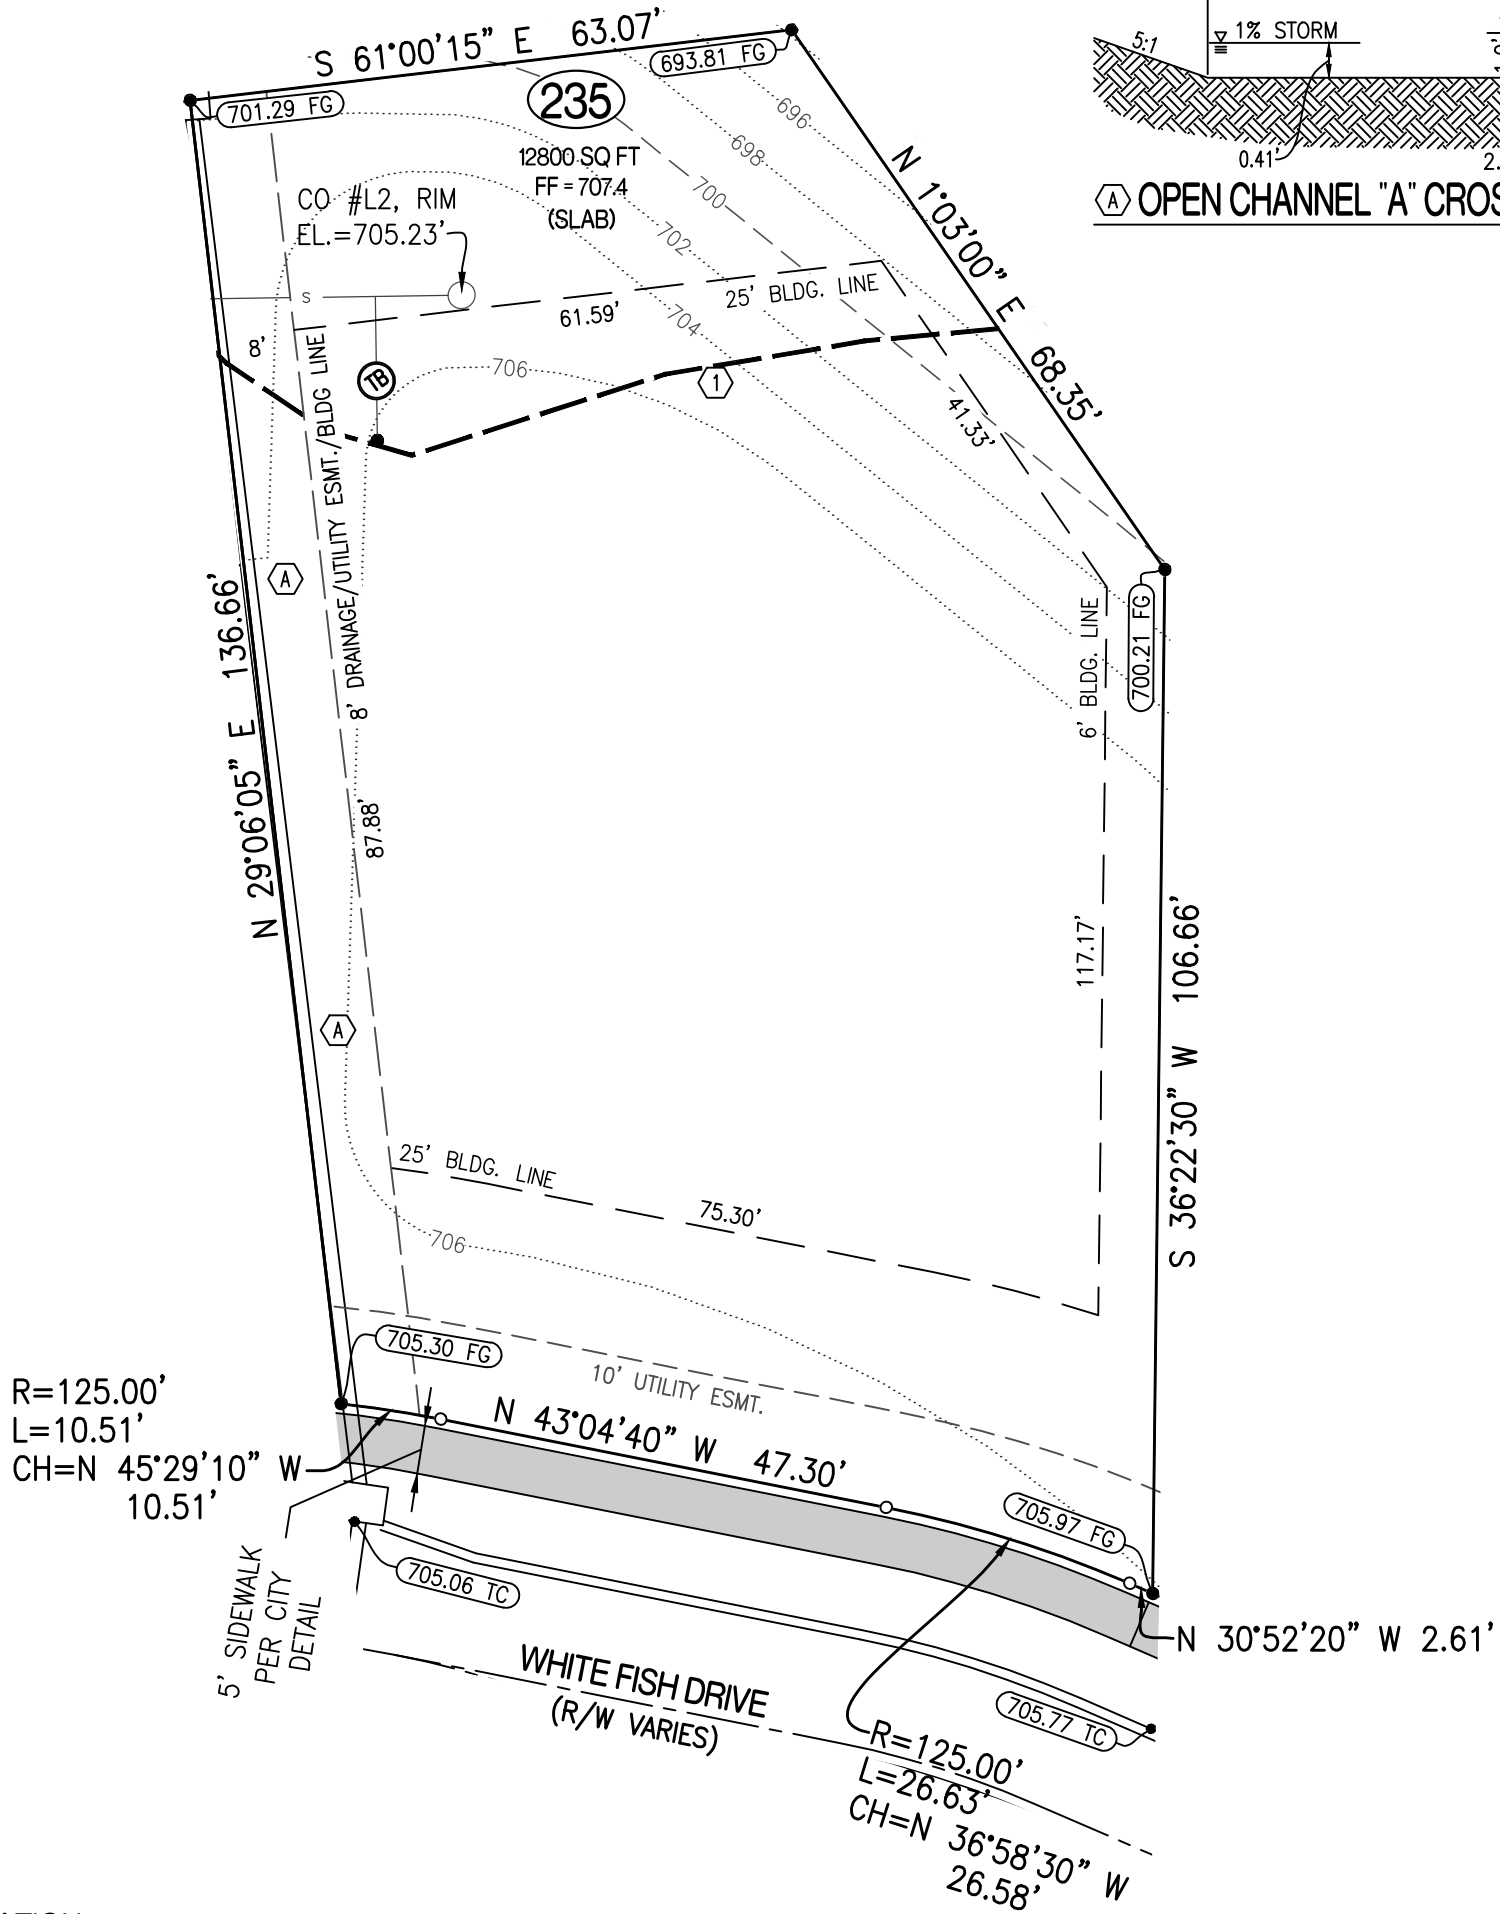 S 61°00'15" E 63.07'
693.81 FG
701.29 FG
235
12800 SQ FT
FF = 707.4
(SLAB)
CO #L2, RIM
EL.=705.23'
696
698
700
702
704
706
N 1°03'00" E 68.35'
5:1
1% STORM
0.41'
2.
A OPEN CHANNEL "A" CROS
S
8'
61.59'
25' BLDG. LINE
TB
1
41.33'
8' DRAINAGE/UTILITY ESMT./BLDG LINE
A
N 29°06'05" E 136.66'
87.88'
A
700.21 FG
6' BLDG. LINE
117.17'
S 36°22'30" W 106.66'
25' BLDG. LINE
75.30'
706
705.30 FG
10' UTILITY ESMT.
R=125.00'
L=10.51'
CH=N 45°29'10" W
10.51'
N 43°04'40" W 47.30'
705.97 FG
705.06 TC
5' SIDEWALK
PER CITY
DETAIL
N 30°52'20" W 2.61'
WHITE FISH DRIVE
(R/W VARIES)
705.77 TC
R=125.00'
L=26.63'
CH=N 36°58'30" W
26.58'